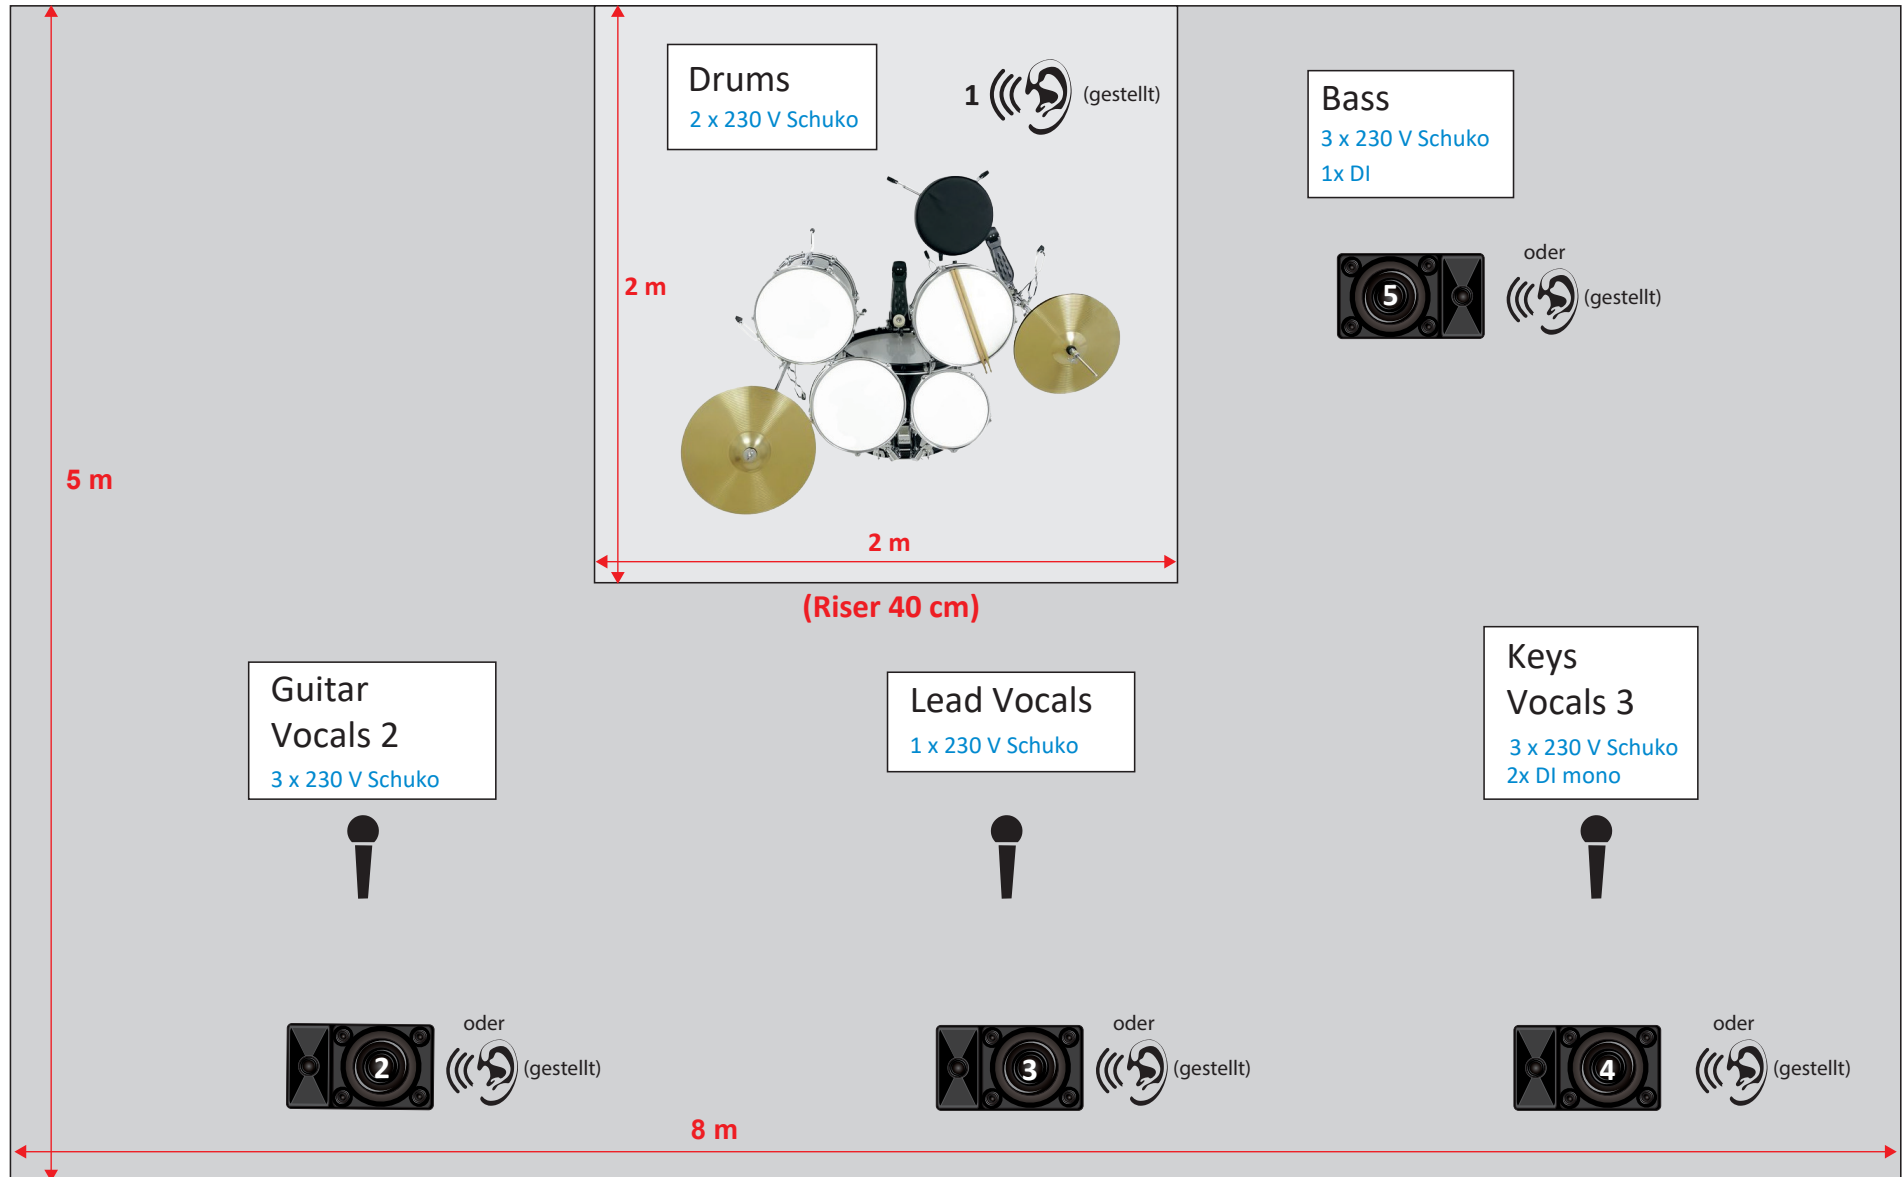 Drums
2 x 230 V Schuko
1
(gestellt)
Bass
3 x 230 V Schuko
1x DI
5
oder
(gestellt)
2 m
5 m
2 m
(Riser 40 cm)
Guitar
Vocals 2
3 x 230 V Schuko
Lead Vocals
1 x 230 V Schuko
Keys
Vocals 3
3 x 230 V Schuko
2x DI mono
2
oder
(gestellt)
3
oder
(gestellt)
4
oder
(gestellt)
8 m